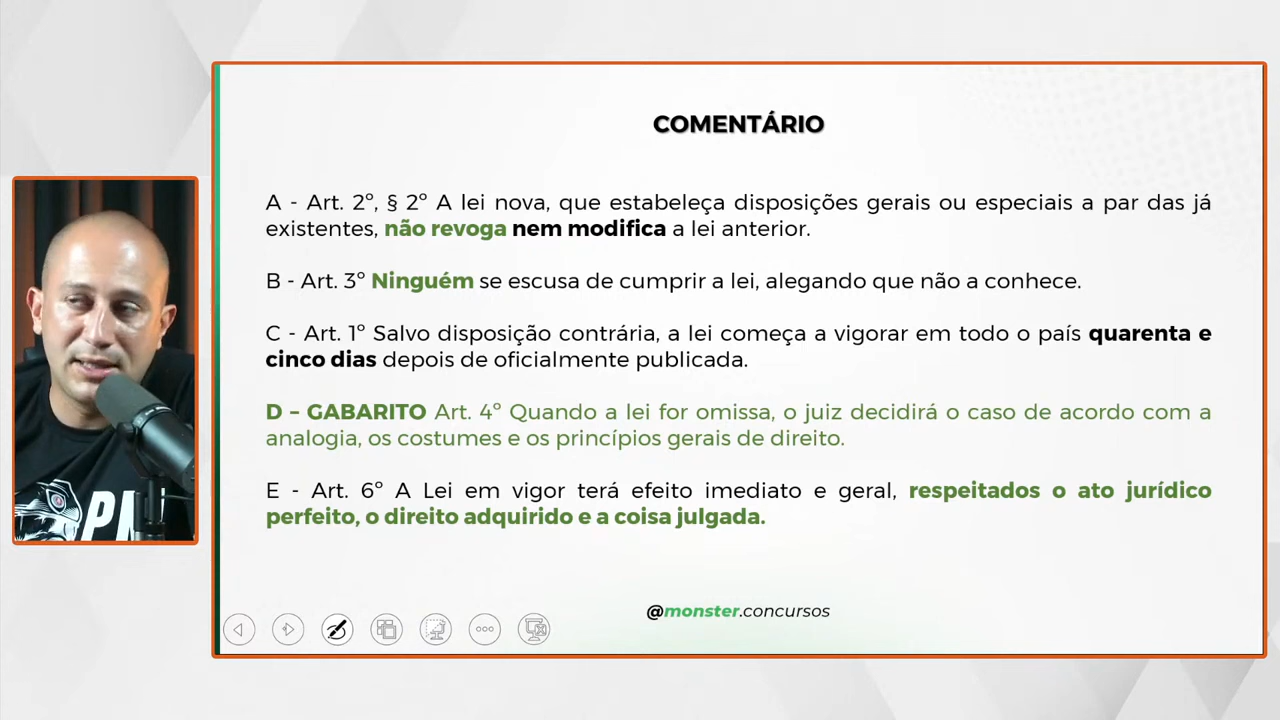 COMENTÁRIO
A - Art. 2º, § 2º A lei nova, que estabeleça disposições gerais ou especiais a par das já
existentes, não revoga nem modifica a lei anterior.
B - Art. 3º Ninguém se escusa de cumprir a lei, alegando que não a conhece.
C - Art. 1º Salvo disposição contrária, a lei começa a vigorar em todo o país quarenta e
cinco dias depois de oficialmente publicada.
D – GABARITO Art. 4º Quando a lei for omissa, o juiz decidirá o caso de acordo com a
analogia, os costumes e os princípios gerais de direito.
E - Art. 6º A Lei em vigor terá efeito imediato e geral, respeitados o ato jurídico
perfeito, o direito adquirido e a coisa julgada.
@monster.concursos